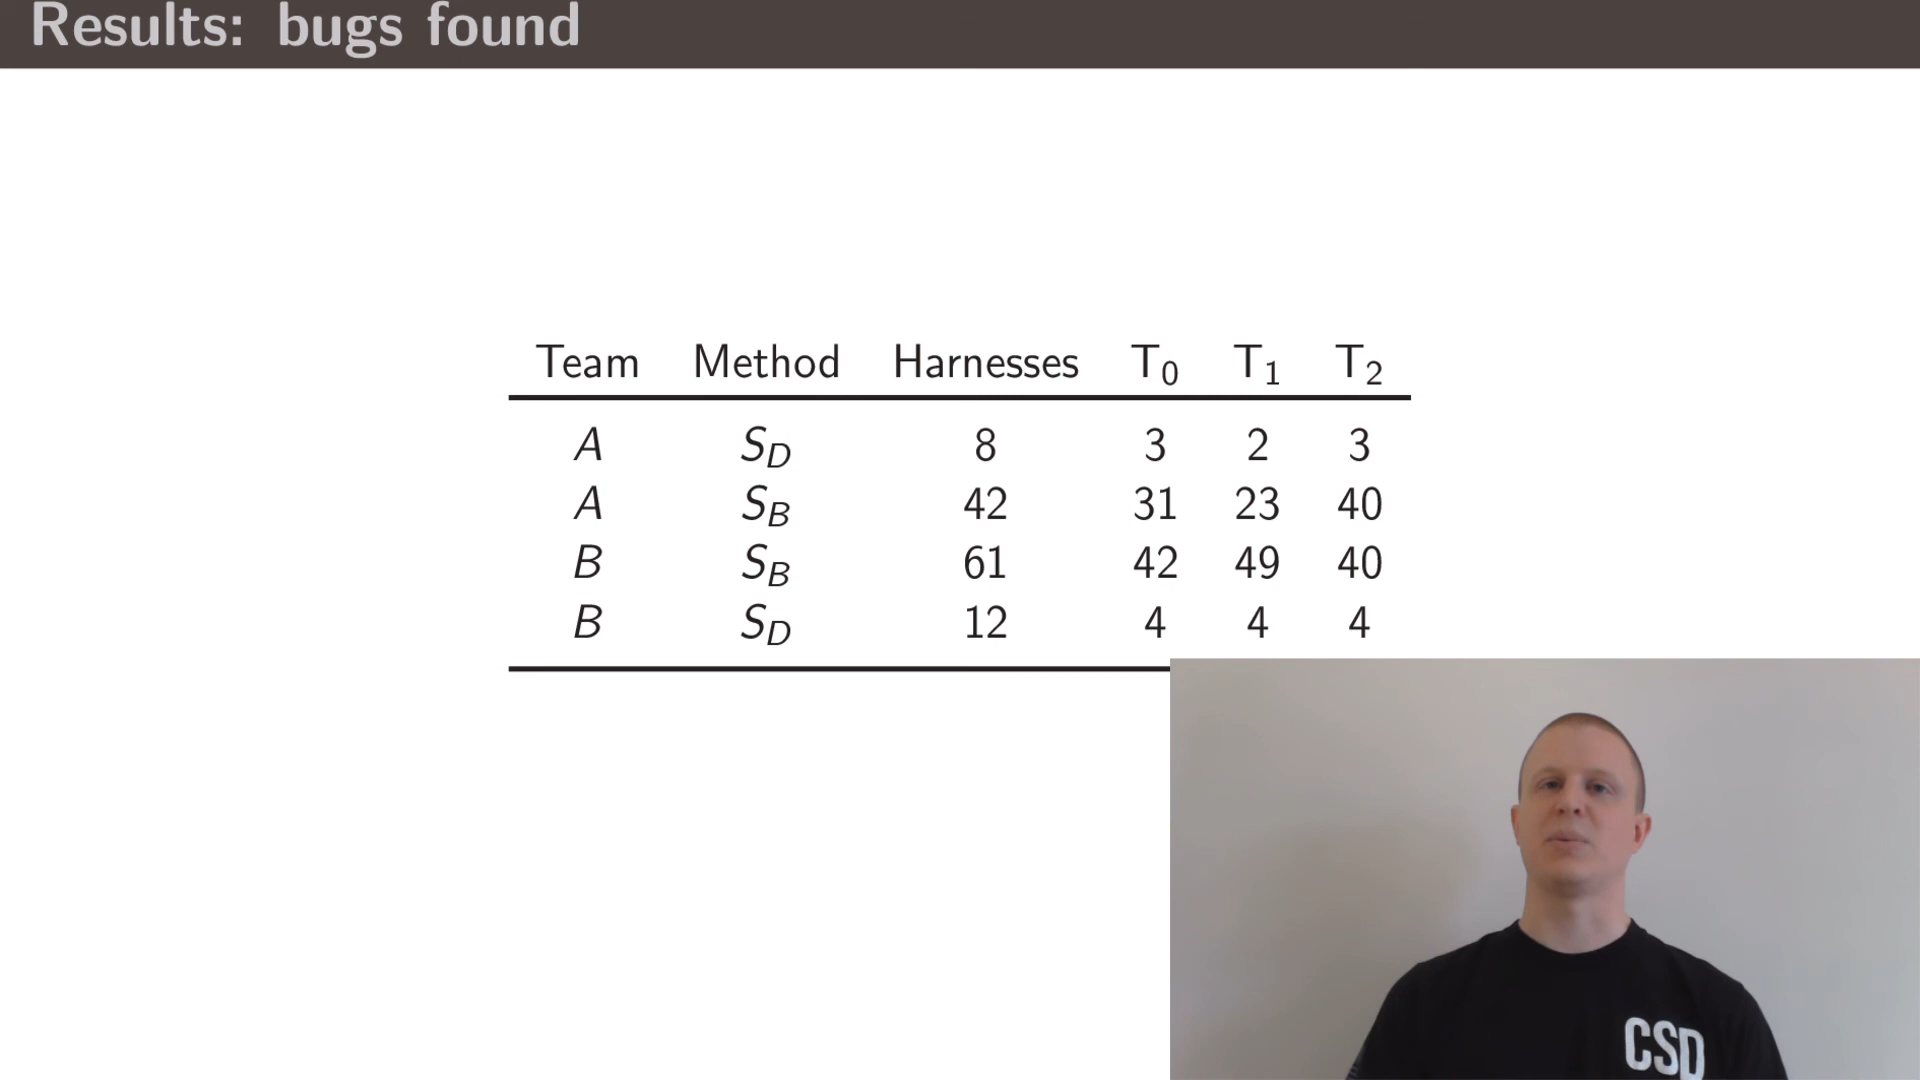 Results: bugs found
Team Method Harnesses T₀ T₁ T₂
A S_D 8 3 2 3
A S_B 42 31 23 40
B S_B 61 42 49 40
B S_D 12 4 4 4
CSD